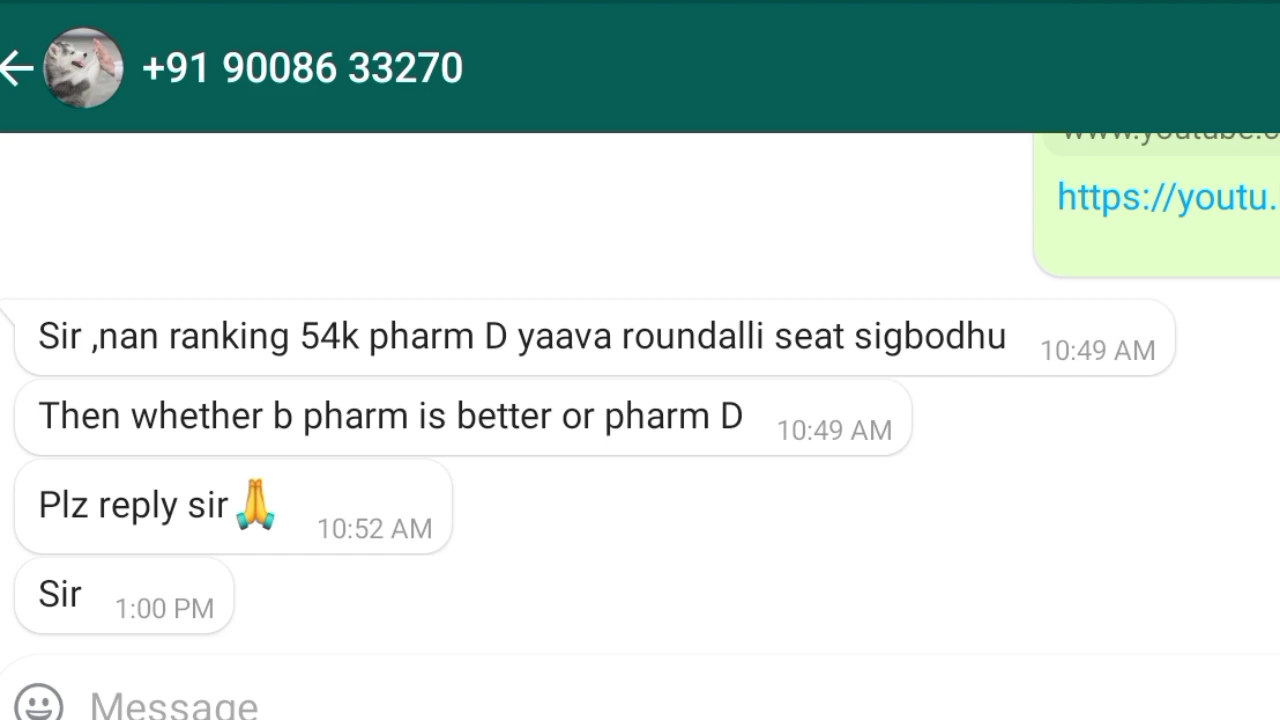 +91 90086 33270
https://youtu.
Sir ,nan ranking 54k pharm D yaava roundalli seat sigbodhu
10:49 AM
Then whether b pharm is better or pharm D
10:49 AM
Plz reply sir🙏
10:52 AM
Sir
1:00 PM
Message